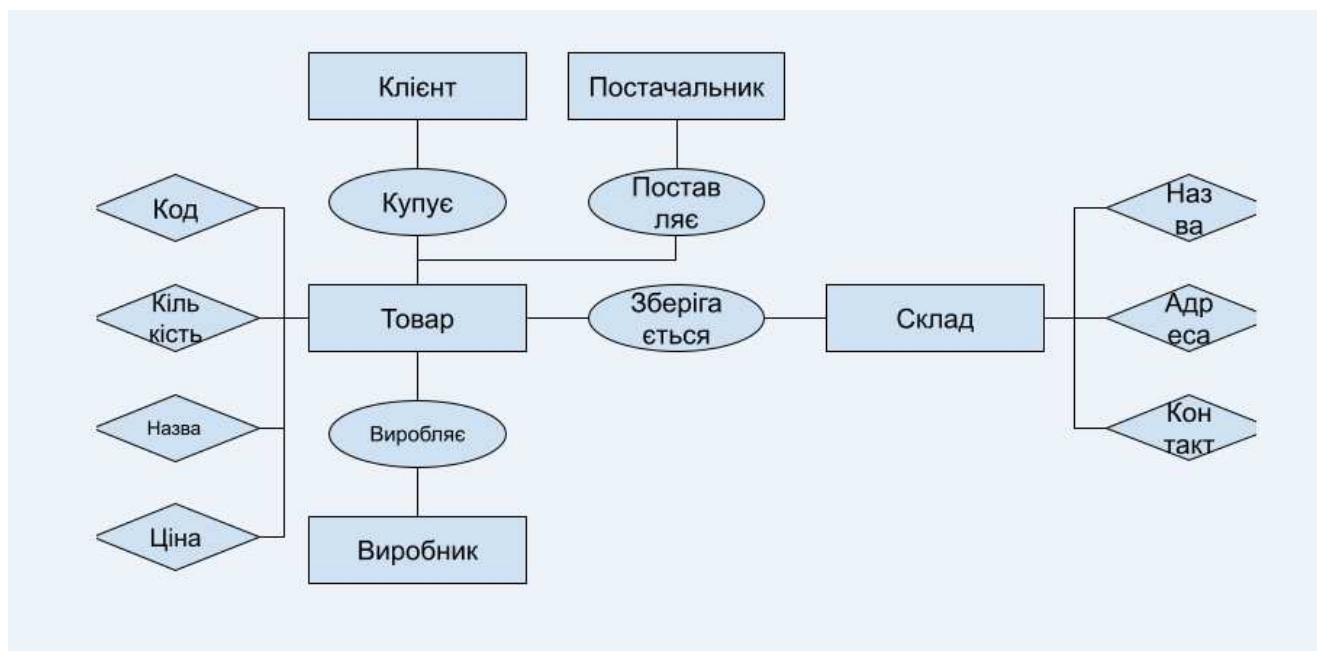 Клієнт
Постачальник
Код
Купує
Постав
ляє
Наз
ва
Кіль
кість
Товар
Зберіга
ється
Склад
Адр
еса
Назва
Виробляє
Кон
такт
Ціна
Виробник